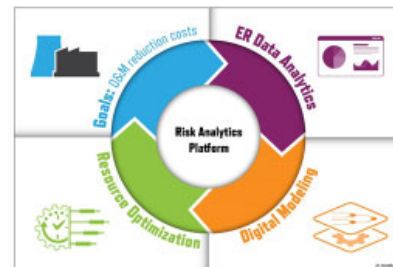 Goals: O&M reduction costs
ER Data Analytics
Risk Analytics
Platform
Resource Optimization
Digital Modeling